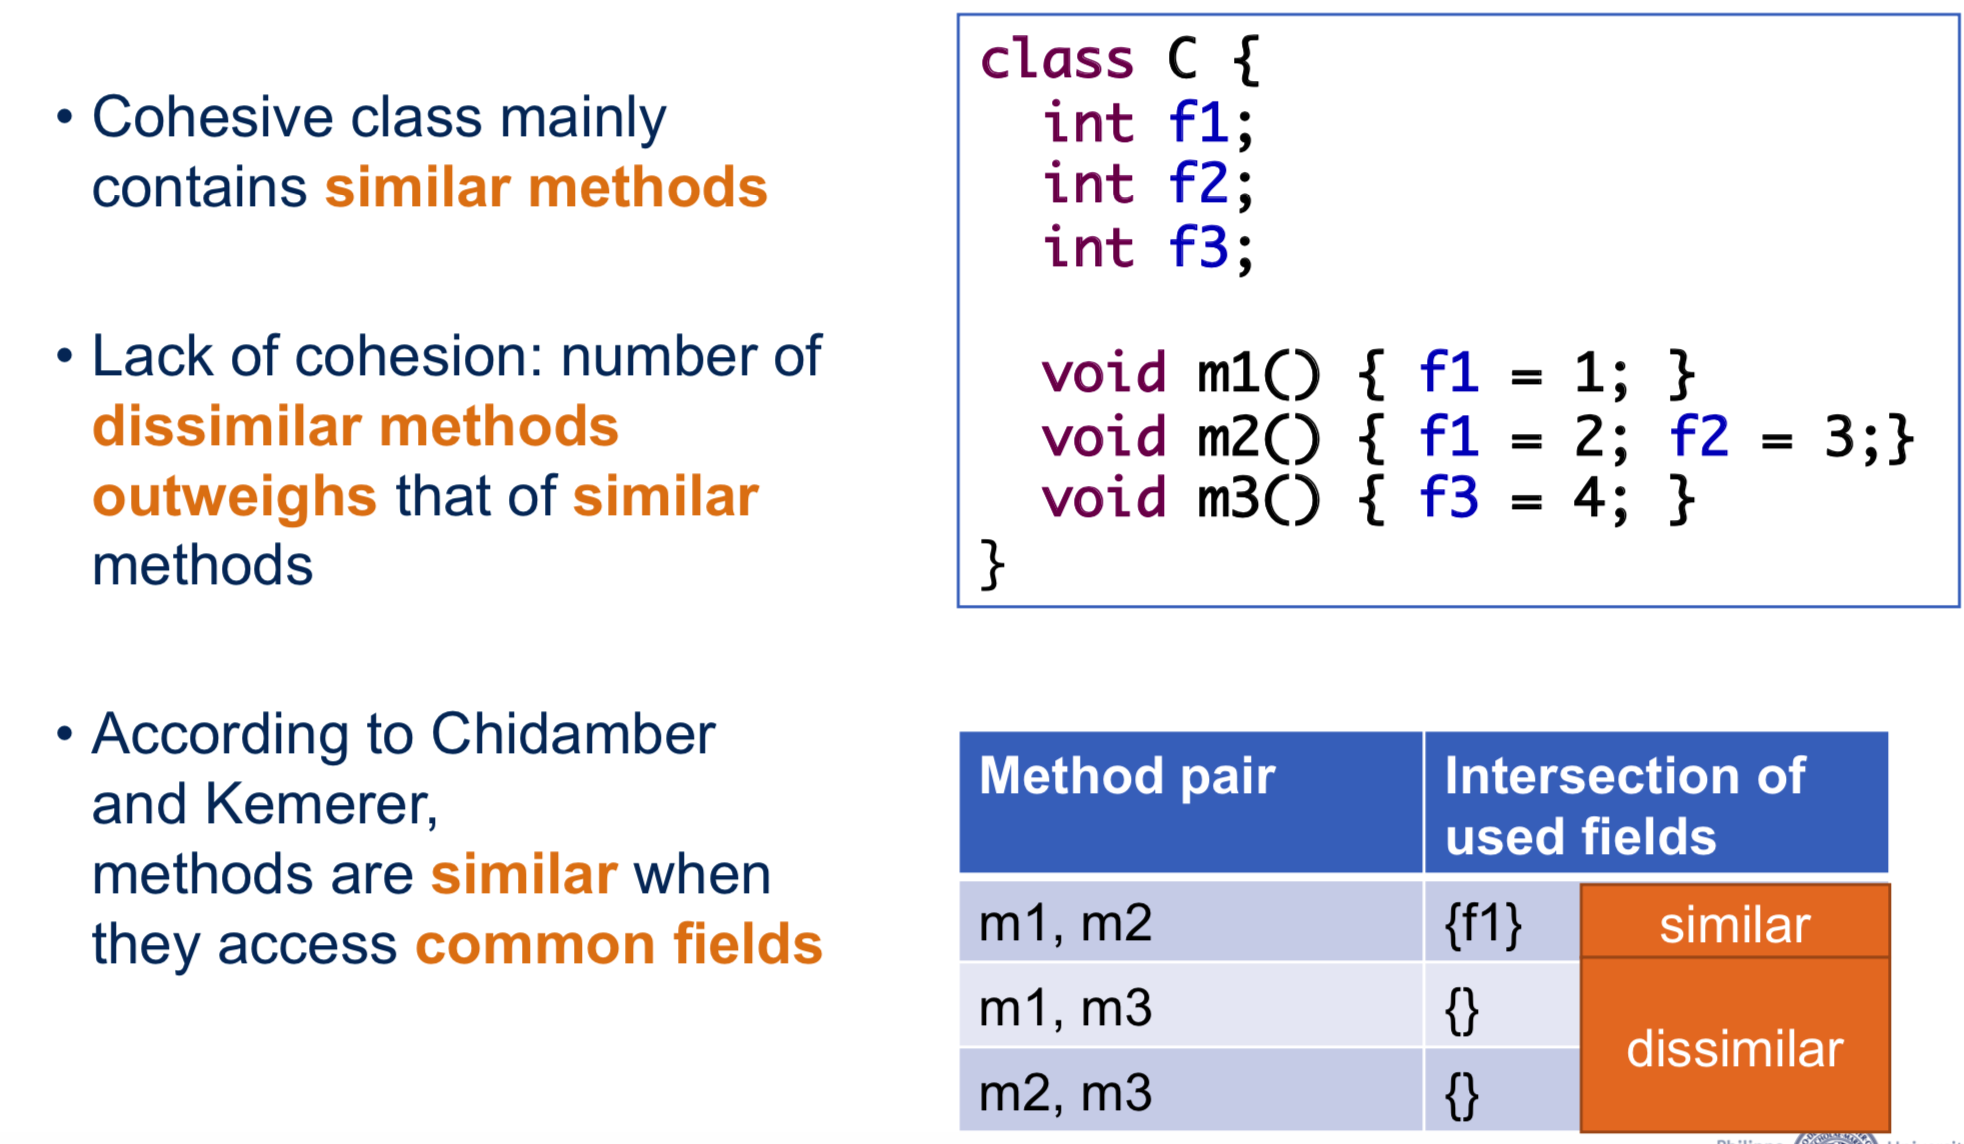 • Cohesive class mainly
contains similar methods
• Lack of cohesion: number of
dissimilar methods
outweighs that of similar
methods
• According to Chidamber
and Kemerer,
methods are similar when
they access common fields
class C {
int f1;
int f2;
int f3;
void m1() { f1 = 1; }
void m2() { f1 = 2; f2 = 3;}
void m3() { f3 = 4; }
}
Method pair
Intersection of
used fields
m1, m2
{f1}
similar
m1, m3
{}
dissimilar
m2, m3
{}